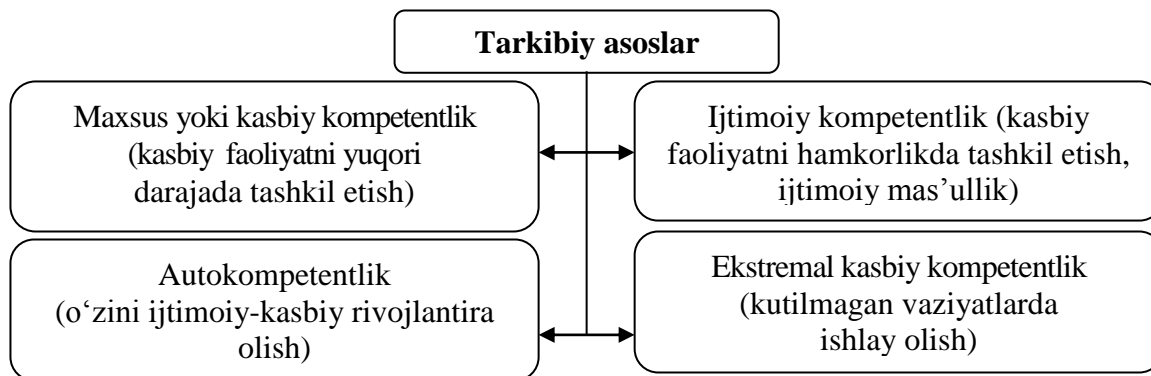 Tarkibiy asoslar
Maxsus yoki kasbiy kompetentlik
(kasbiy faoliyatni yuqori
darajada tashkil etish)
Ijtimoiy kompetentlik (kasbiy
faoliyatni hamkorlikda tashkil etish,
ijtimoiy mas’ullik)
Autokompetentlik
(o‘zini ijtimoiy-kasbiy rivojlantira
olish)
Ekstremal kasbiy kompetentlik
(kutilmagan vaziyatlarda
ishlay olish)